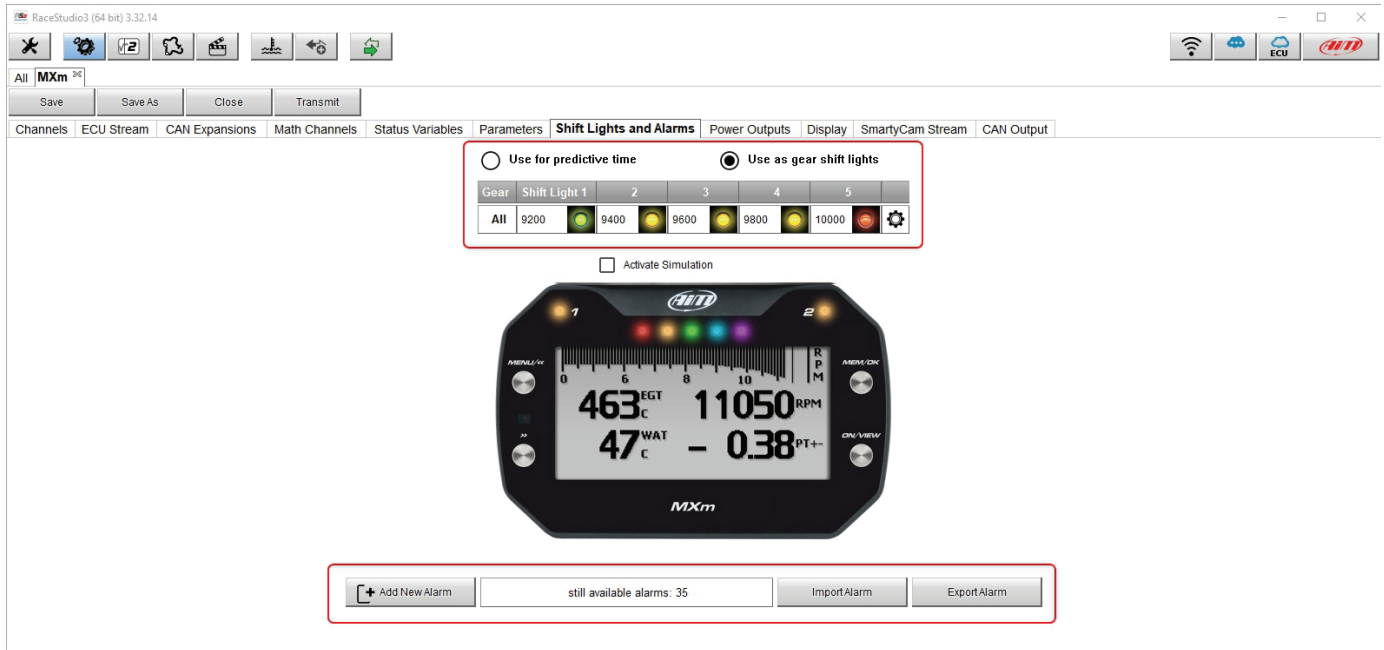 RaceStudio3 (64 bit) 3.32.14
ECU AiM
All MXm
Save Save As Close Transmit
Channels ECU Stream CAN Expansions Math Channels Status Variables Parameters Shift Lights and Alarms Power Outputs Display SmartyCam Stream CAN Output
Use for predictive time Use as gear shift lights
Gear Shift Light 1 2 3 4 5
All 9200 9400 9600 9800 10000
Activate Simulation
AiM
1 2
MENU/« MEM/OK
RPM
0 6 8 10
463 EGT C 11050 RPM
» ON/VIEW
47 WAT C – 0.38 PT+-
MXm
Add New Alarm still available alarms: 35 Import Alarm Export Alarm